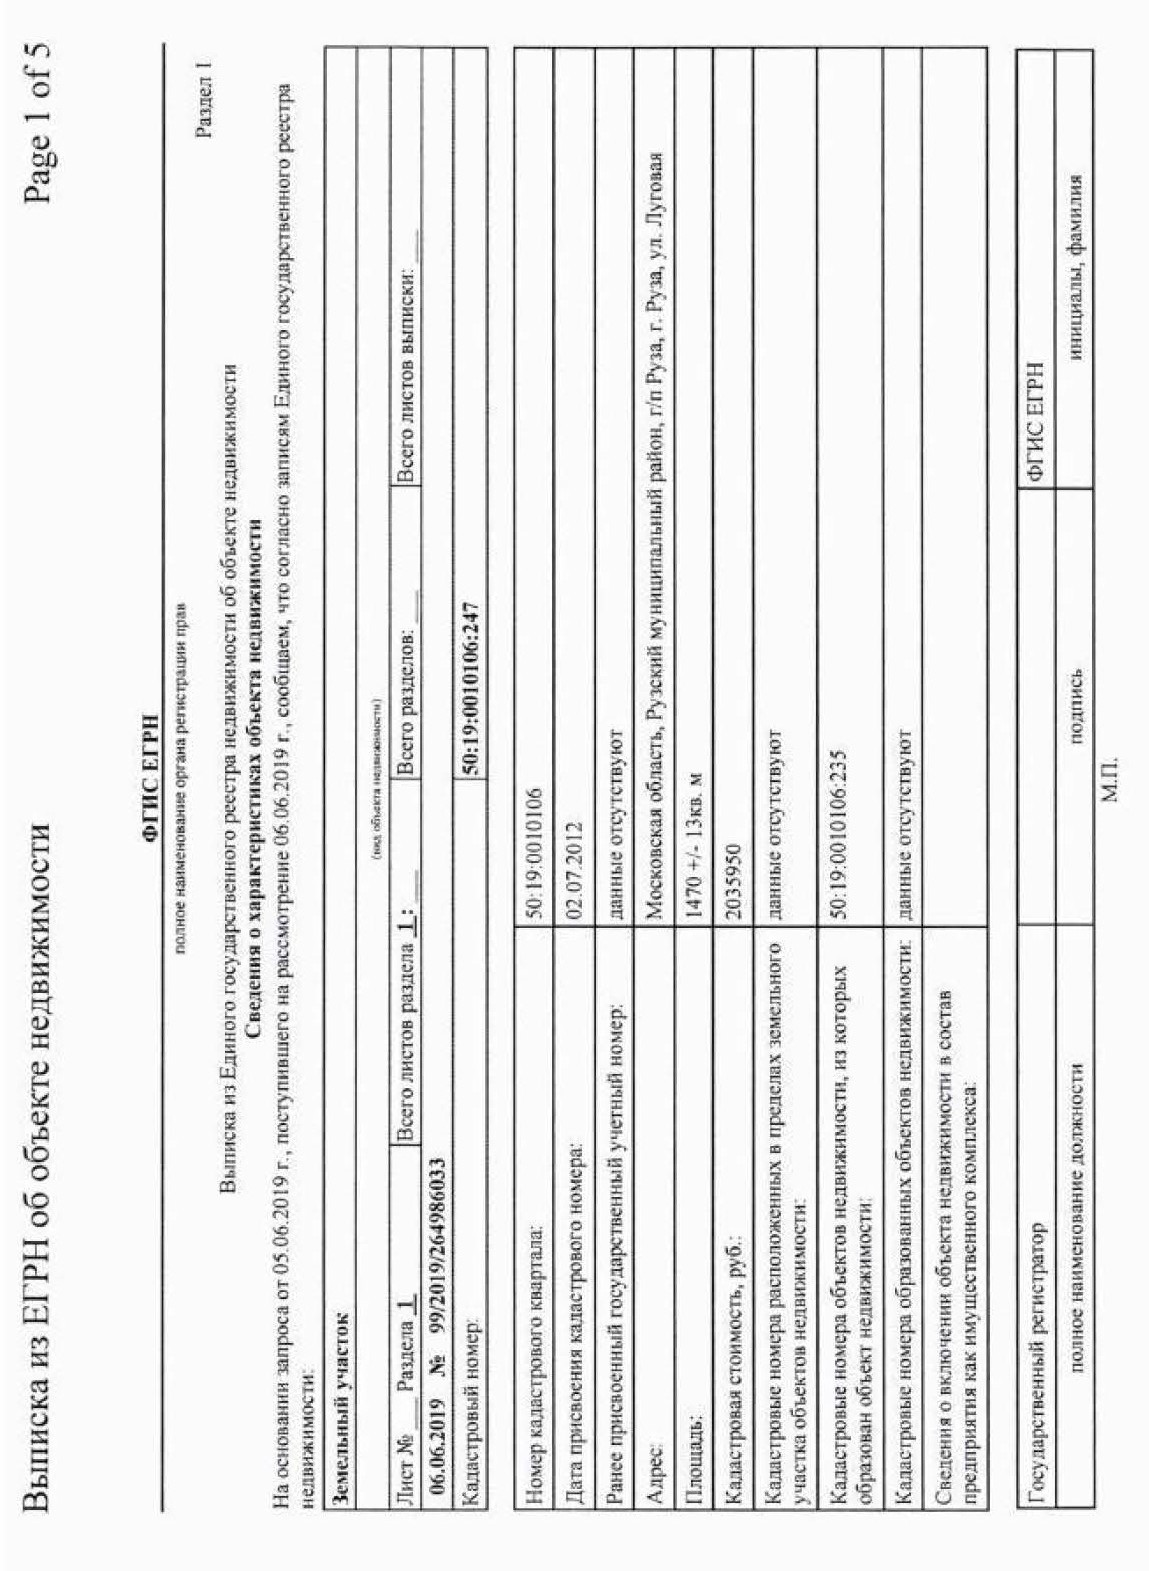 Выписка из ЕГРН об объекте недвижимости Page 1 of 5
ФГИС ЕГРН
полное наименование органа регистрации прав
Раздел 1
Выписка из Единого государственного реестра недвижимости об объекте недвижимости
Сведения о характеристиках объекта недвижимости
На основании запроса от 05.06.2019 г., поступившего на рассмотрение 06.06.2019 г., сообщаем, что согласно записям Единого государственного реестра
недвижимости:
Земельный участок
(вид объекта недвижимости)
Лист № ___ Раздела 1 Всего листов раздела 1: ___ Всего разделов: ___ Всего листов выписки: ___
06.06.2019 № 99/2019/264986033
Кадастровый номер: 50:19:0010106:247
Номер кадастрового квартала: 50:19:0010106
Дата присвоения кадастрового номера: 02.07.2012
Ранее присвоенный государственный учетный номер: данные отсутствуют
Адрес: Московская область, Рузский муниципальный район, г/п Руза, г. Руза, ул. Луговая
Площадь: 1470 +/- 13кв. м
Кадастровая стоимость, руб.: 2035950
Кадастровые номера расположенных в пределах земельного данные отсутствуют
участка объектов недвижимости:
Кадастровые номера объектов недвижимости, из которых 50:19:0010106:235
образован объект недвижимости:
Кадастровые номера образованных объектов недвижимости: данные отсутствуют
Сведения о включении объекта недвижимости в состав
предприятия как имущественного комплекса:
Государственный регистратор ФГИС ЕГРН
полное наименование должности подпись инициалы, фамилия
М.П.